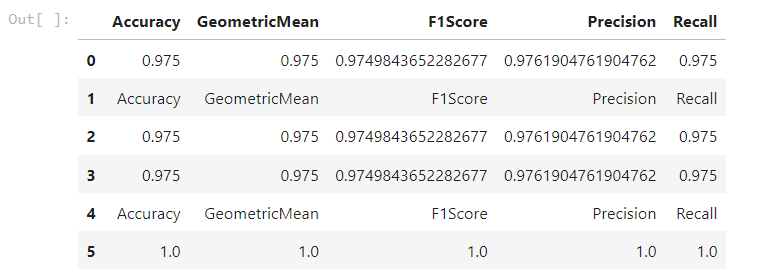 Out[ ]: Accuracy GeometricMean F1Score Precision Recall
0 0.975 0.975 0.9749843652282677 0.9761904761904762 0.975
1 Accuracy GeometricMean F1Score Precision Recall
2 0.975 0.975 0.9749843652282677 0.9761904761904762 0.975
3 0.975 0.975 0.9749843652282677 0.9761904761904762 0.975
4 Accuracy GeometricMean F1Score Precision Recall
5 1.0 1.0 1.0 1.0 1.0